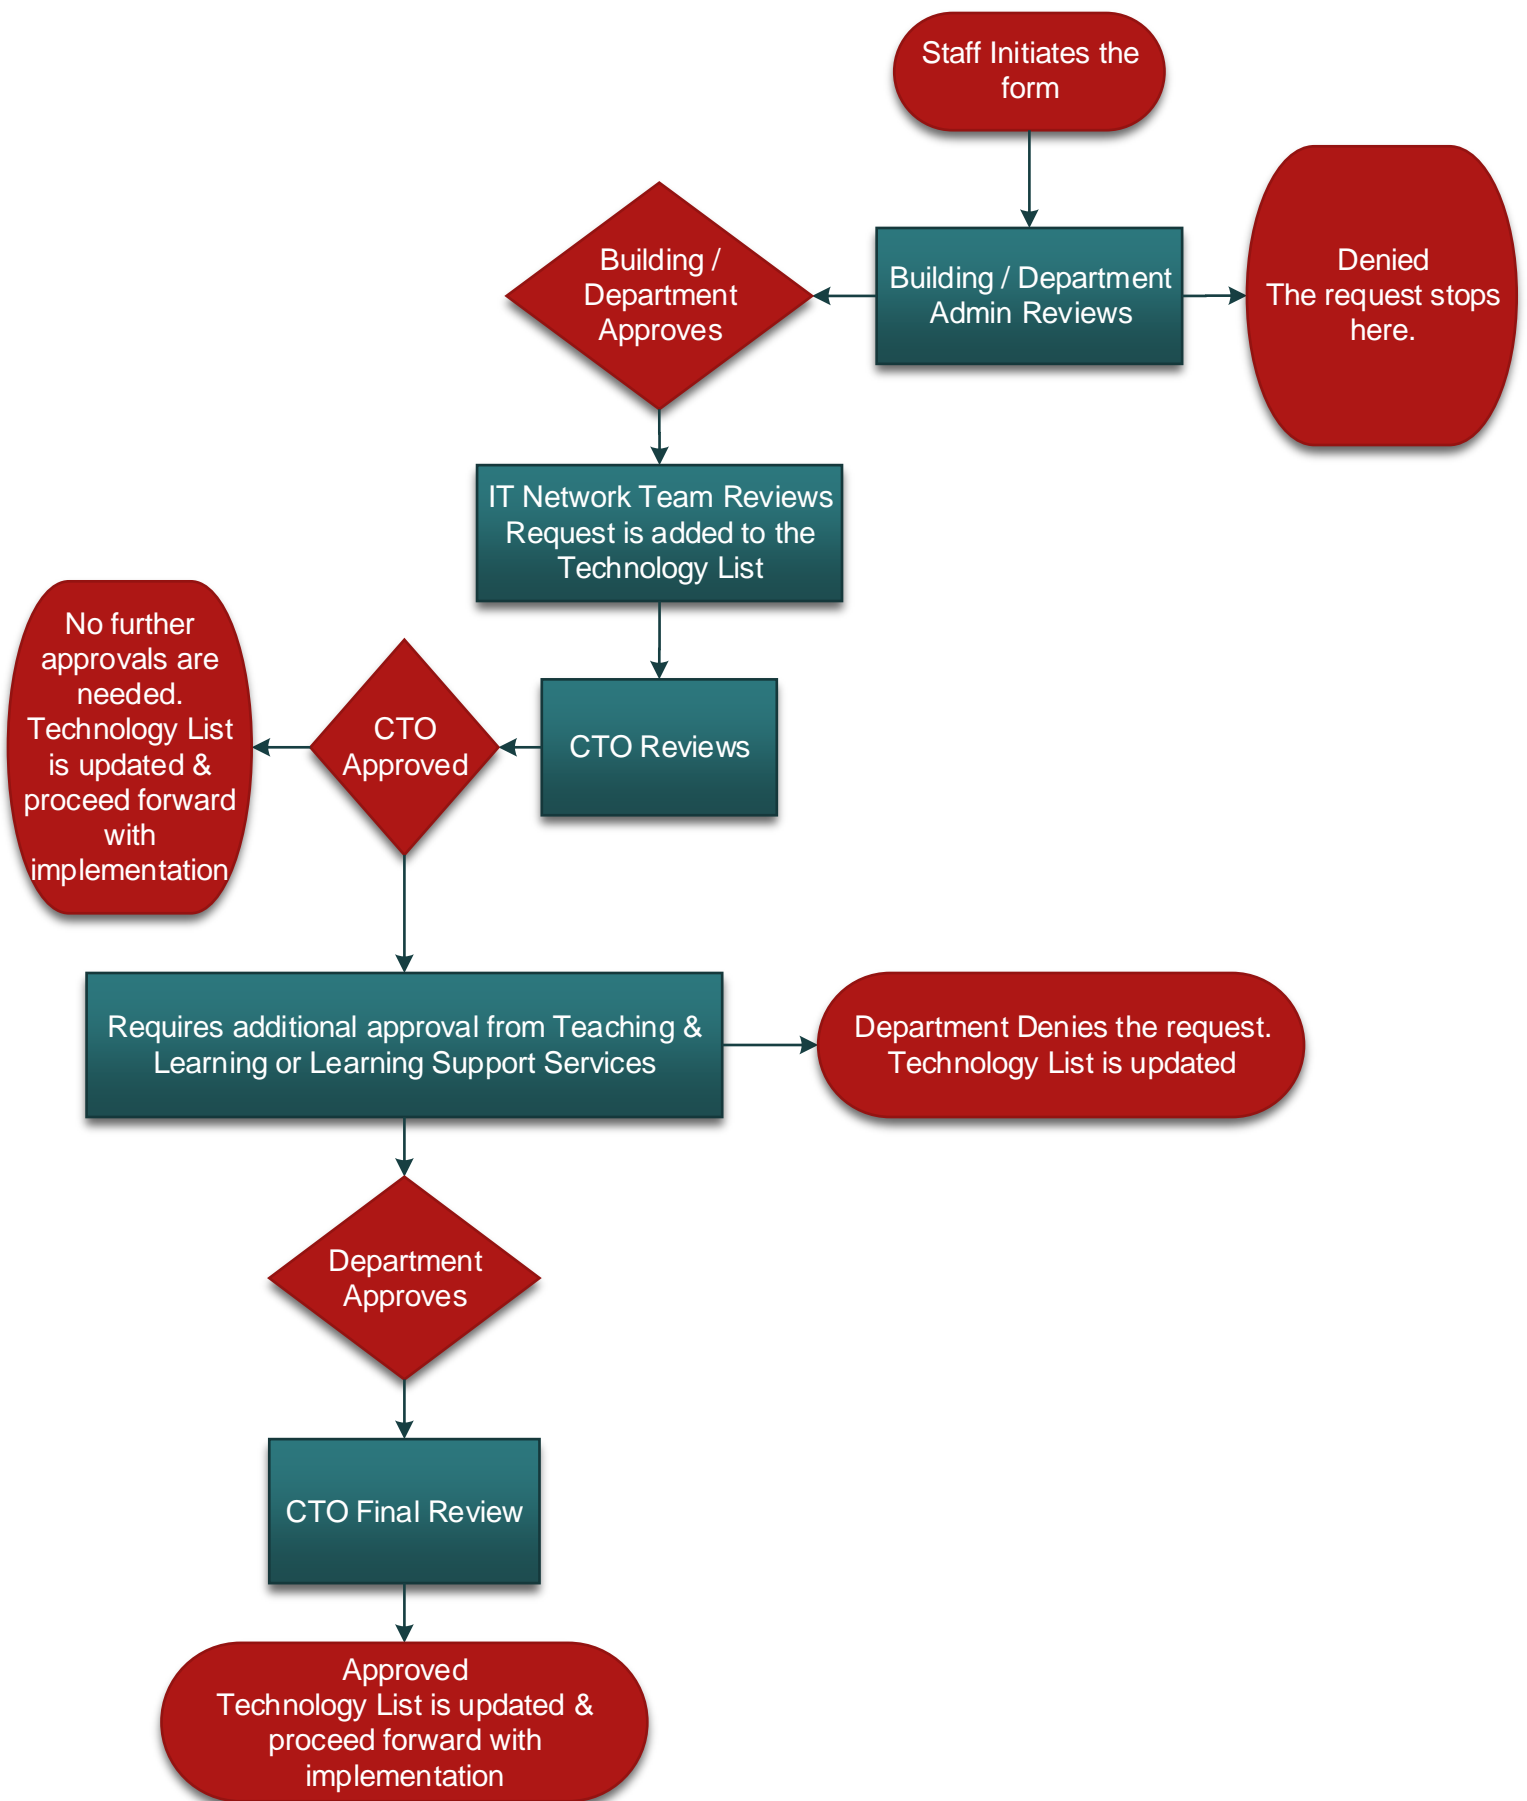 Staff Initiates the
form
Building /
Department
Approves
Building / Department
Admin Reviews
Denied
The request stops
here.
IT Network Team Reviews
Request is added to the
Technology List
No further
approvals are
needed.
Technology List
is updated &
proceed forward
with
implementation
CTO
Approved
CTO Reviews
Requires additional approval from Teaching &
Learning or Learning Support Services
Department Denies the request.
Technology List is updated
Department
Approves
CTO Final Review
Approved
Technology List is updated &
proceed forward with
implementation